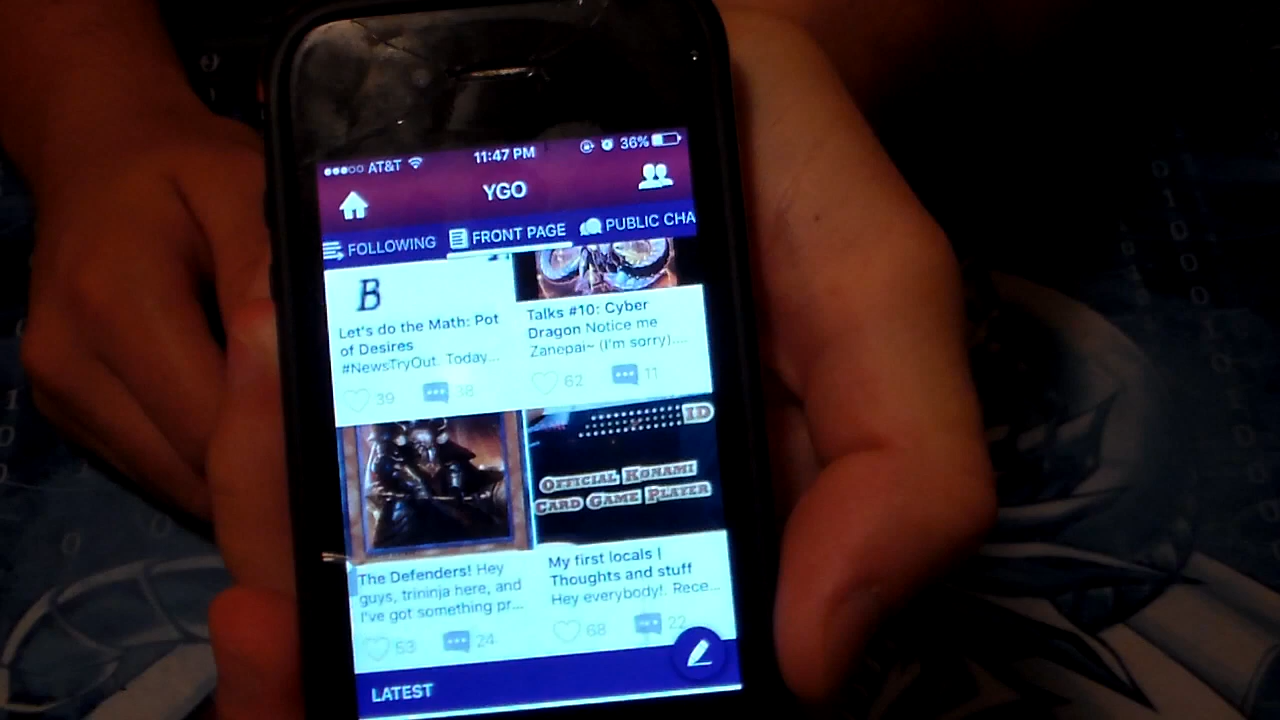 AT&T 11:47 PM 36%
YGO
FOLLOWING FRONT PAGE PUBLIC CHA
B
Let's do the Math: Pot
of Desires
#NewsTryOut. Today...
39 38
Talks #10: Cyber
Dragon Notice me
Zanepai~ (I'm sorry)....
62 11
The Defenders! Hey
guys, trininja here, and
I've got something pr...
53 24
ID
OFFICIAL KONAMI
CARD GAME PLAYER
My first locals |
Thoughts and stuff
Hey everybody!. Rece...
68 22
LATEST